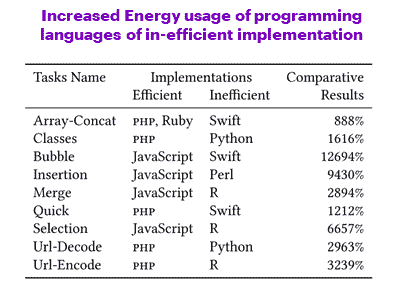 Increased Energy usage of programming
languages of in-efficient implementation
Tasks Name Implementations Comparative
Efficient Inefficient Results
Array-Concat PHP, Ruby Swift 888%
Classes PHP Python 1616%
Bubble JavaScript Swift 12694%
Insertion JavaScript Perl 9430%
Merge JavaScript R 2894%
Quick PHP Swift 1212%
Selection JavaScript R 6657%
Url-Decode PHP Python 2963%
Url-Encode PHP R 3239%